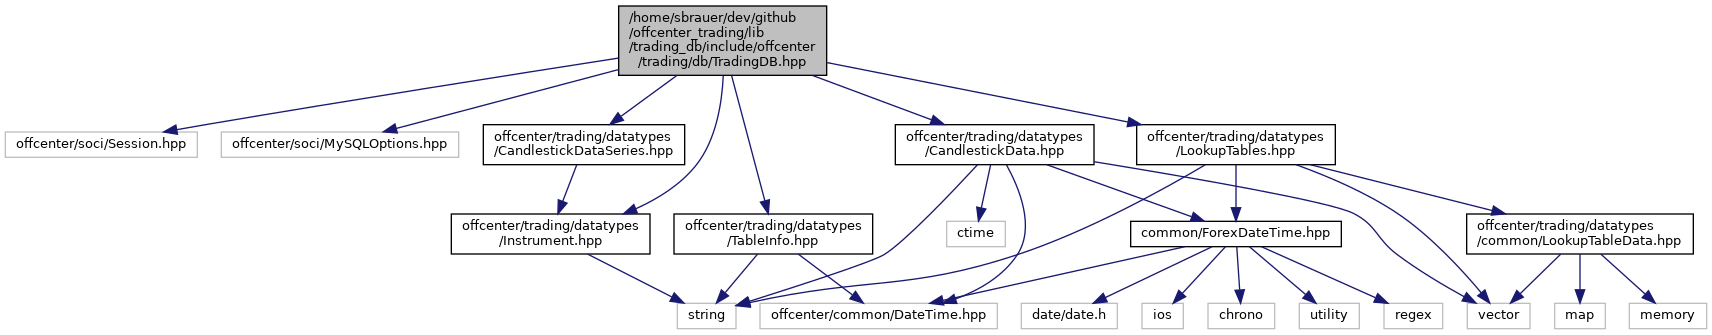 /home/sbrauer/dev/github
/offcenter_trading/lib
/trading_db/include/offcenter
/trading/db/TradingDB.hpp
offcenter/soci/Session.hpp
offcenter/soci/MySQLOptions.hpp
offcenter/trading/datatypes
/CandlestickDataSeries.hpp
offcenter/trading/datatypes
/CandlestickData.hpp
offcenter/trading/datatypes
/LookupTables.hpp
offcenter/trading/datatypes
/Instrument.hpp
offcenter/trading/datatypes
/TableInfo.hpp
ctime
common/ForexDateTime.hpp
offcenter/trading/datatypes
/common/LookupTableData.hpp
string
offcenter/common/DateTime.hpp
date/date.h
ios
chrono
utility
regex
vector
map
memory